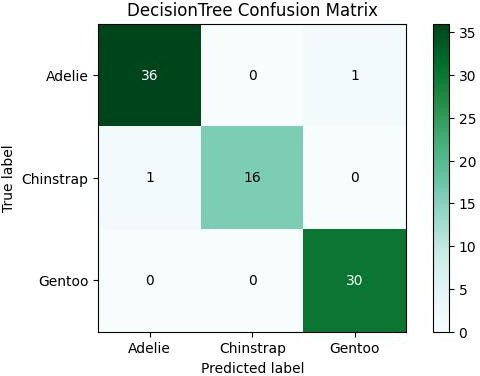 DecisionTree Confusion Matrix
True label
Adelie
Chinstrap
Gentoo
36 0 1
1 16 0
0 0 30
Adelie Chinstrap Gentoo
Predicted label
35
30
25
20
15
10
5
0